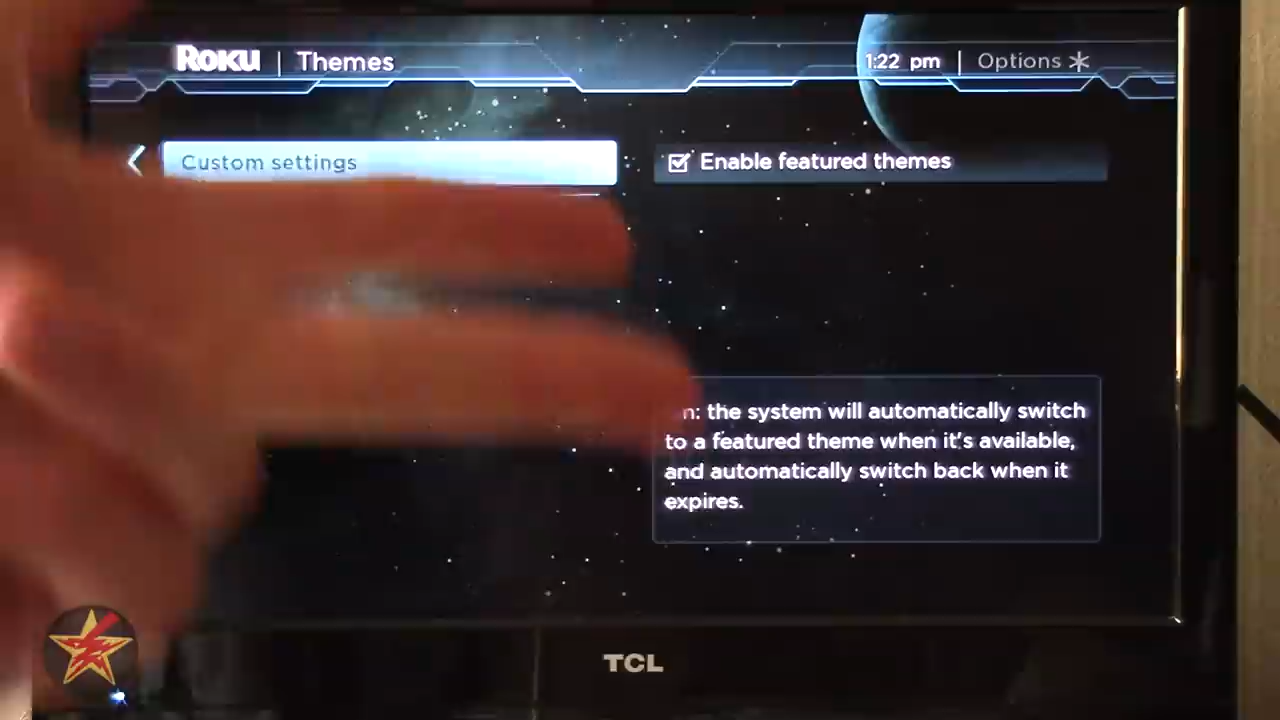 Roku | Themes
1:22 pm | Options
Custom settings
Enable featured themes
the system will automatically switch
to a featured theme when it's available,
and automatically switch back when it
expires.
TCL